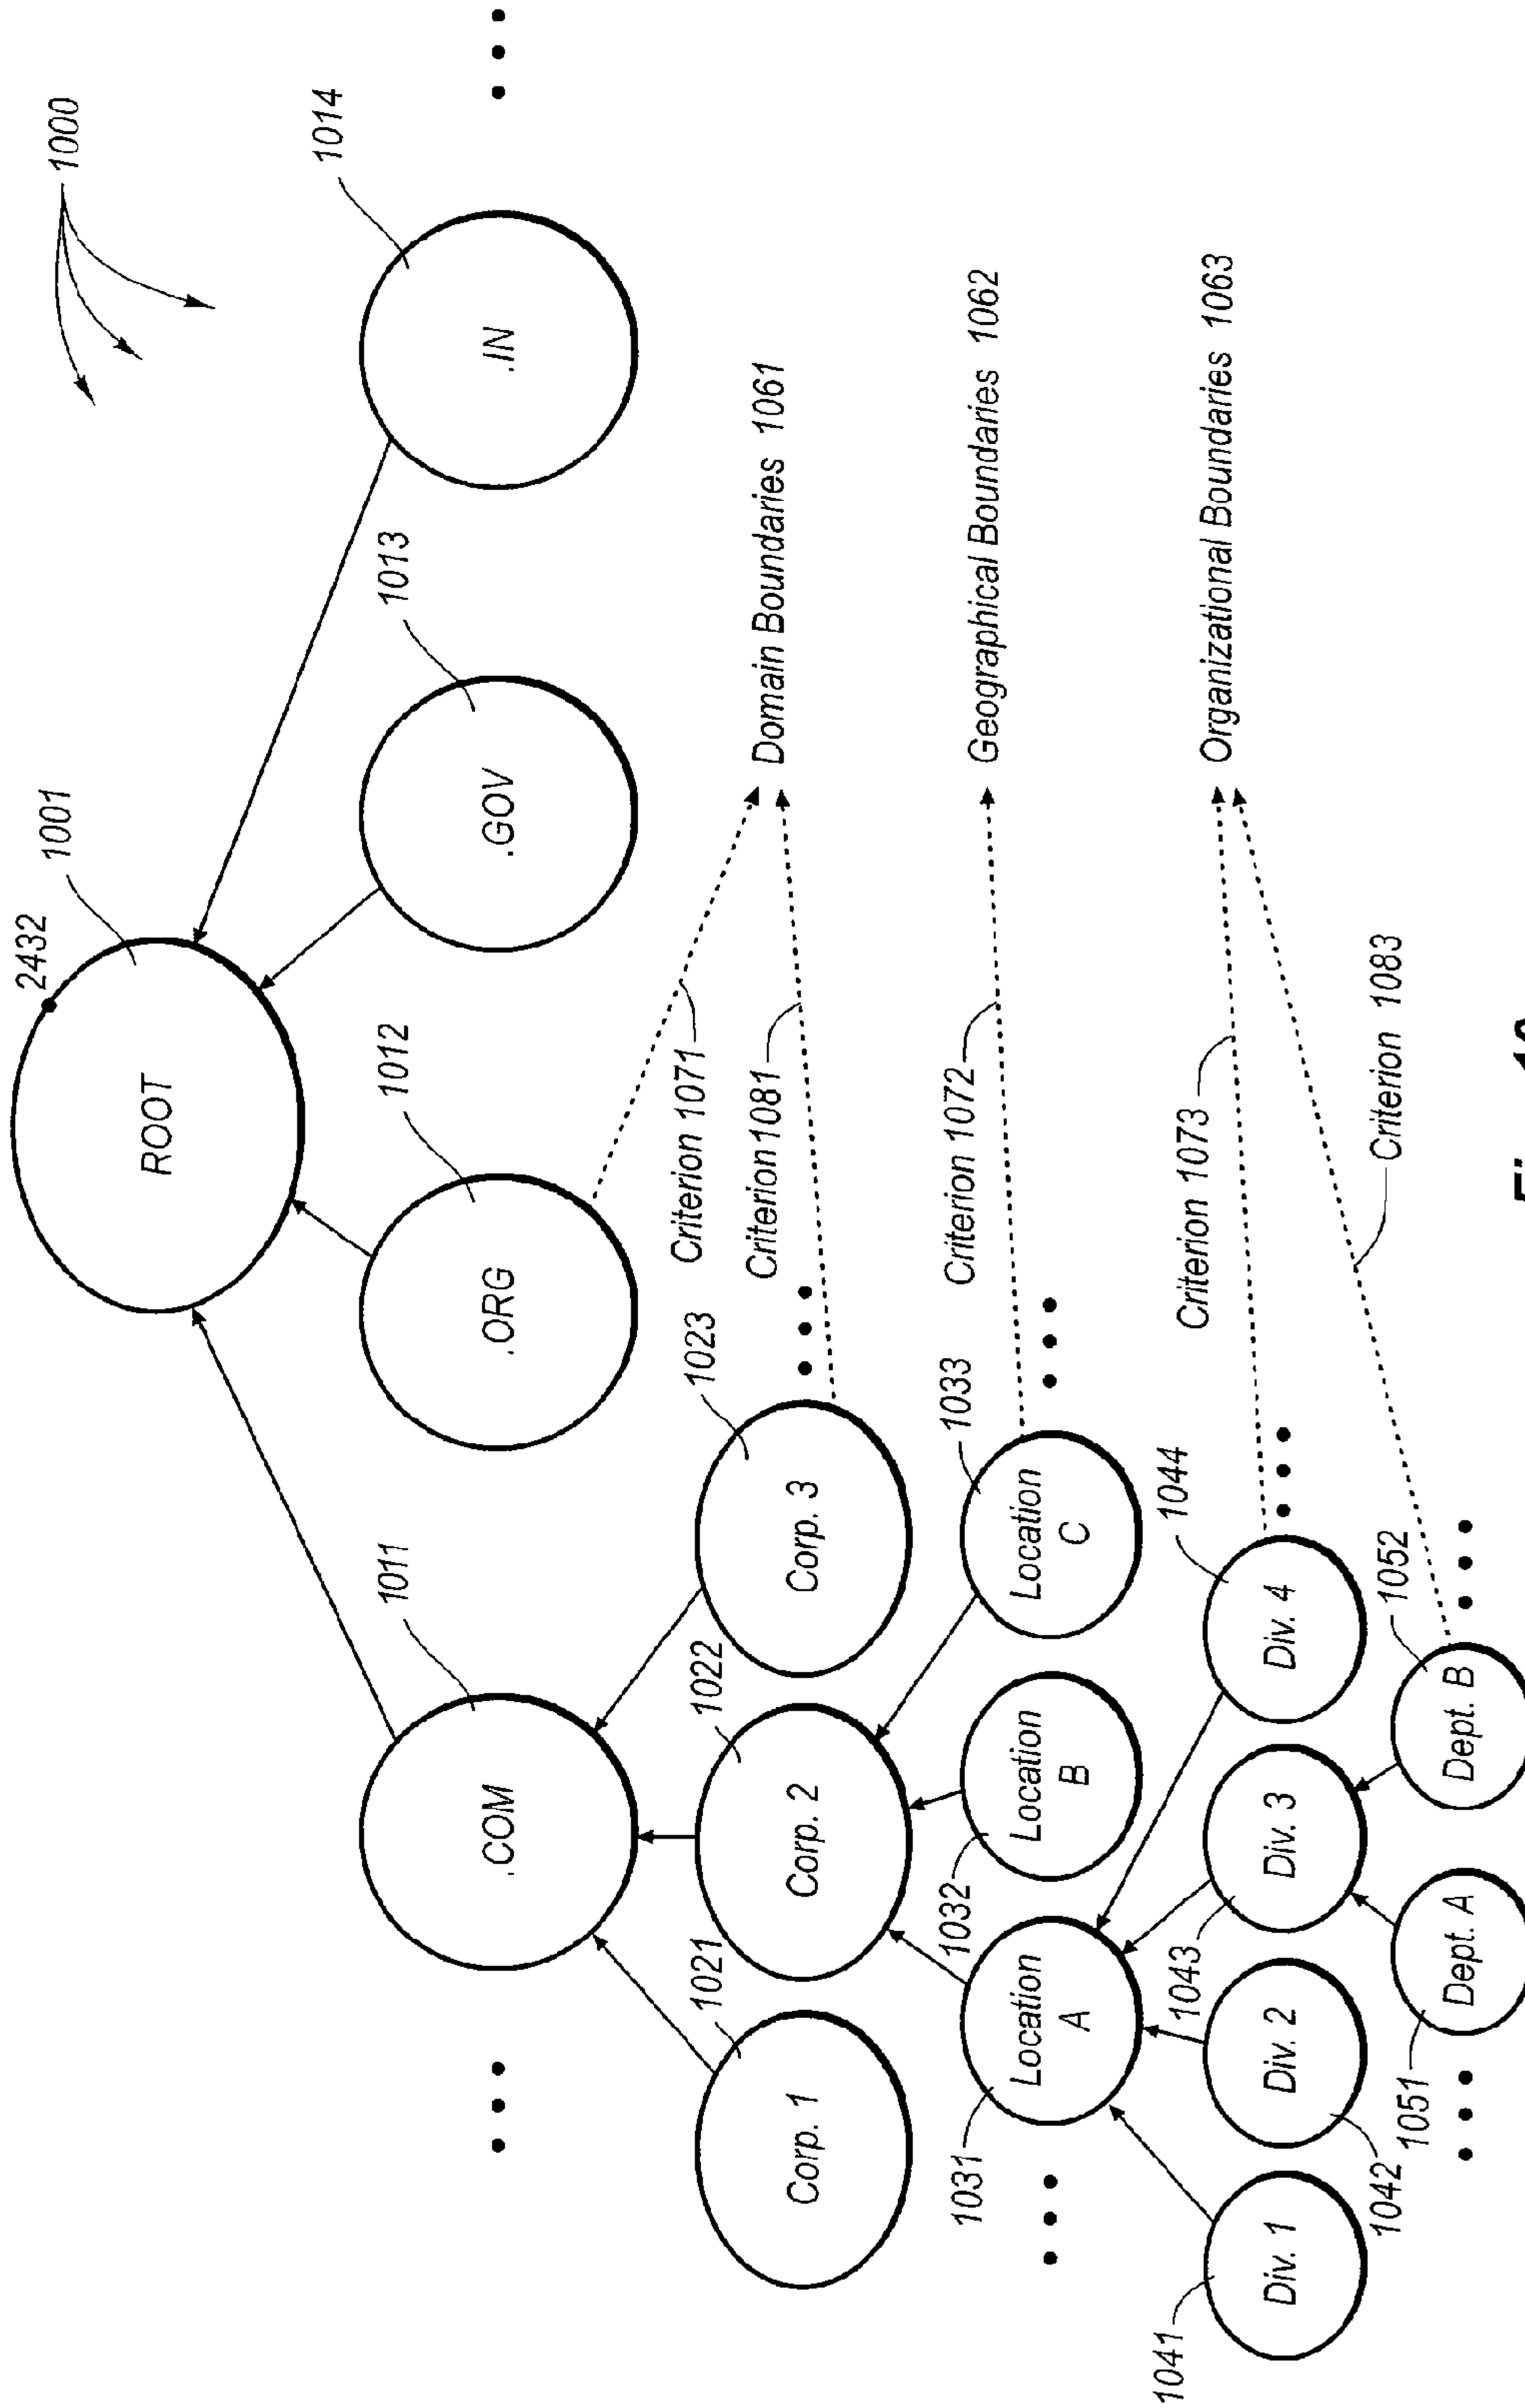 1000
2432
1001
ROOT
1014
1011
1012
1013
.COM
.ORG
.GOV
.IN
1021
1022
1023
Corp. 1
Corp. 2
Corp. 3
Criterion 1071
Criterion1081
Domain Boundaries 1061
1031
1032
1033
Location
A
Location
B
Location
C
Criterion 1072
Geographical Boundaries 1062
1041
1043
1044
Div. 1
Div. 2
Div. 3
Div. 4
Criterion 1073
Organizational Boundaries 1063
1042
1051
1052
Dept. A
Dept. B
Criterion 1083